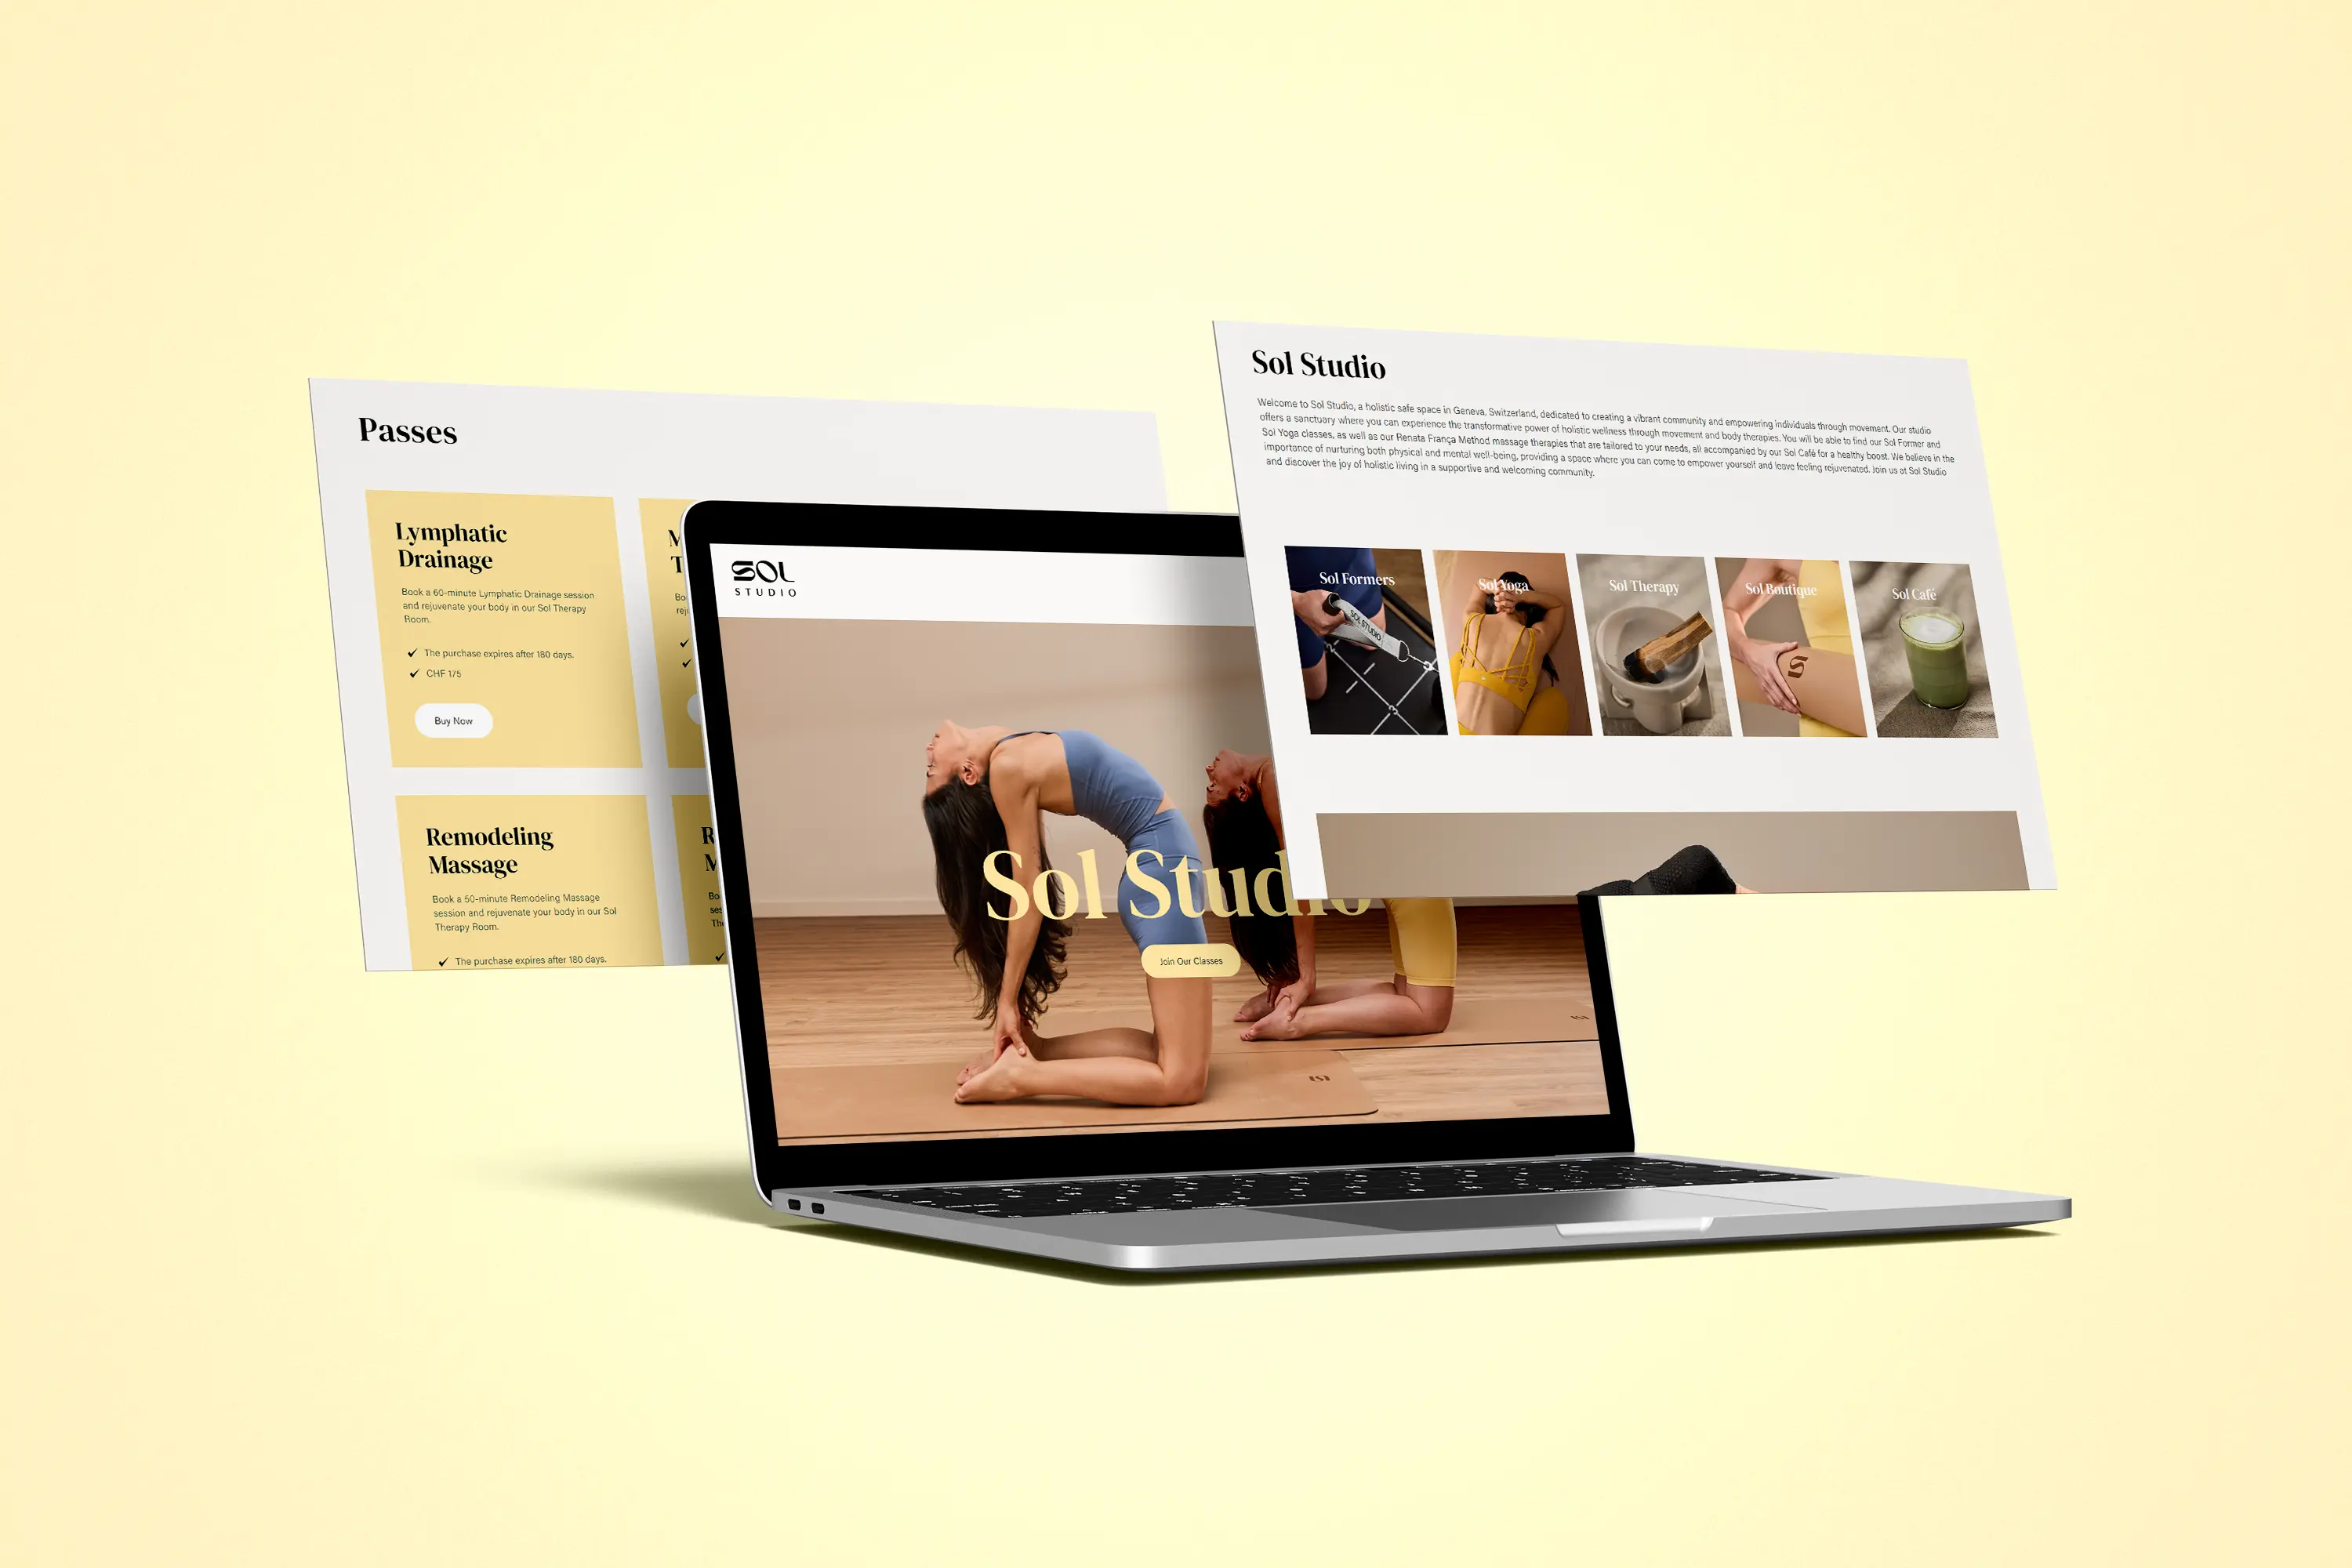 Passes
Lymphatic
Drainage
Book a 60-minute Lymphatic Drainage session
and rejuvenate your body in our Sol Therapy
Room.
The purchase expires after 180 days.
CHF 175
Buy Now
Remodeling
Massage
Book a 50-minute Remodeling Massage
session and rejuvenate your body in our Sol
Therapy Room.
The purchase expires after 180 days.
SOL
STUDIO
Sol Studio
Join Our Classes
Sol Studio
Welcome to Sol Studio, a holistic safe space in Geneva, Switzerland, dedicated to creating a vibrant community and empowering individuals through movement. Our studio
offers a sanctuary where you can experience the transformative power of holistic wellness through movement and body therapies. You will be able to find our Sol Former and
Sol Yoga classes, as well as our Renata França Method massage therapies that are tailored to your needs, all accompanied by our Sol Café for a healthy boost. We believe in the
importance of nurturing both physical and mental well-being, providing a space where you can come to empower yourself and leave feeling rejuvenated. Join us at Sol Studio
and discover the joy of holistic living in a supportive and welcoming community.
Sol Formers
SOL STUDIO
Sol Yoga
Sol Therapy
Sol Boutique
Sol Café